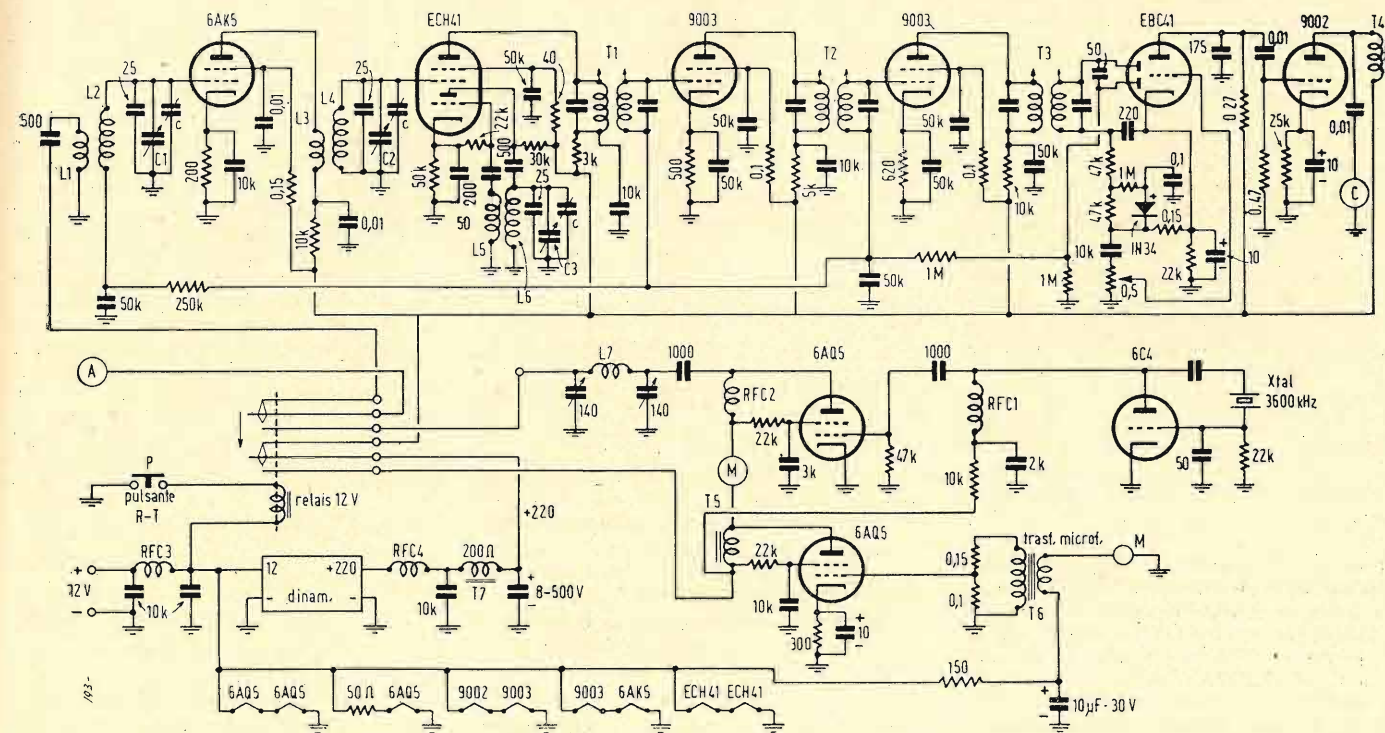 6AK5
ECH41
9003
9003
EBC41
9002
T4
25
L2
L4
25
50k
40
T1
T2
T3
50
175
0,01
500
L1
C1
c
0,01
L3
C2
c
22k
500
30k
3k
50k
50k
220
0,27
25k
0,01
200
10k
0,15
50k
200
25
10k
500
50k
0,1
5k
10k
620
50k
0,1
10k
50k
47k
1M
0,1
47k
0,15
IN34
0,47
10
C
10k
0,01
50
L5
c
C3
L6
10k
22k
10
50k
250k
50k
1M
1M
0,5
A
L7
1000
6AQ5
1000
6C4
140
140
RFC2
RFC1
Xtal
3600 kHz
22k
3k
47k
2k
50
22k
10k
M
P
pulsante
R-T
relais 12 V
+220
T5
6AQ5
trasf. microf.
M
RFC3
12
+220
dinam.
RFC4
200Ω
T7
22k
0,15
+
12V
-
10k
-
-
10k
+
8-500V
-
10k
300
+
10
-
0,1
T6
6AQ5 6AQ5
50Ω 6AQ5
9002 9003
9003 6AK5
ECH41 ECH41
150
+
10µF - 30 V
-
193-